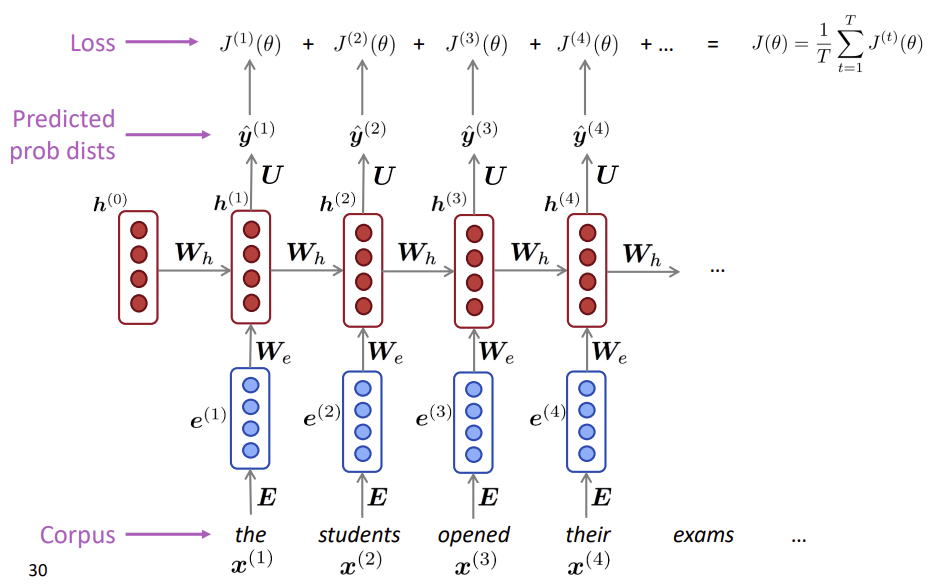 Loss J⁽¹⁾(θ) + J⁽²⁾(θ) + J⁽³⁾(θ) + J⁽⁴⁾(θ) + ... = J(θ) = 1/T ∑_{t=1}^{T} J⁽ᵗ⁾(θ)
Predicted
prob dists
ŷ⁽¹⁾ ŷ⁽²⁾ ŷ⁽³⁾ ŷ⁽⁴⁾
U U U U
h⁽⁰⁾ h⁽¹⁾ h⁽²⁾ h⁽³⁾ h⁽⁴⁾
W_h W_h W_h W_h W_h ...
W_e W_e W_e W_e
e⁽¹⁾ e⁽²⁾ e⁽³⁾ e⁽⁴⁾
E E E E
Corpus the students opened their exams ...
x⁽¹⁾ x⁽²⁾ x⁽³⁾ x⁽⁴⁾
30